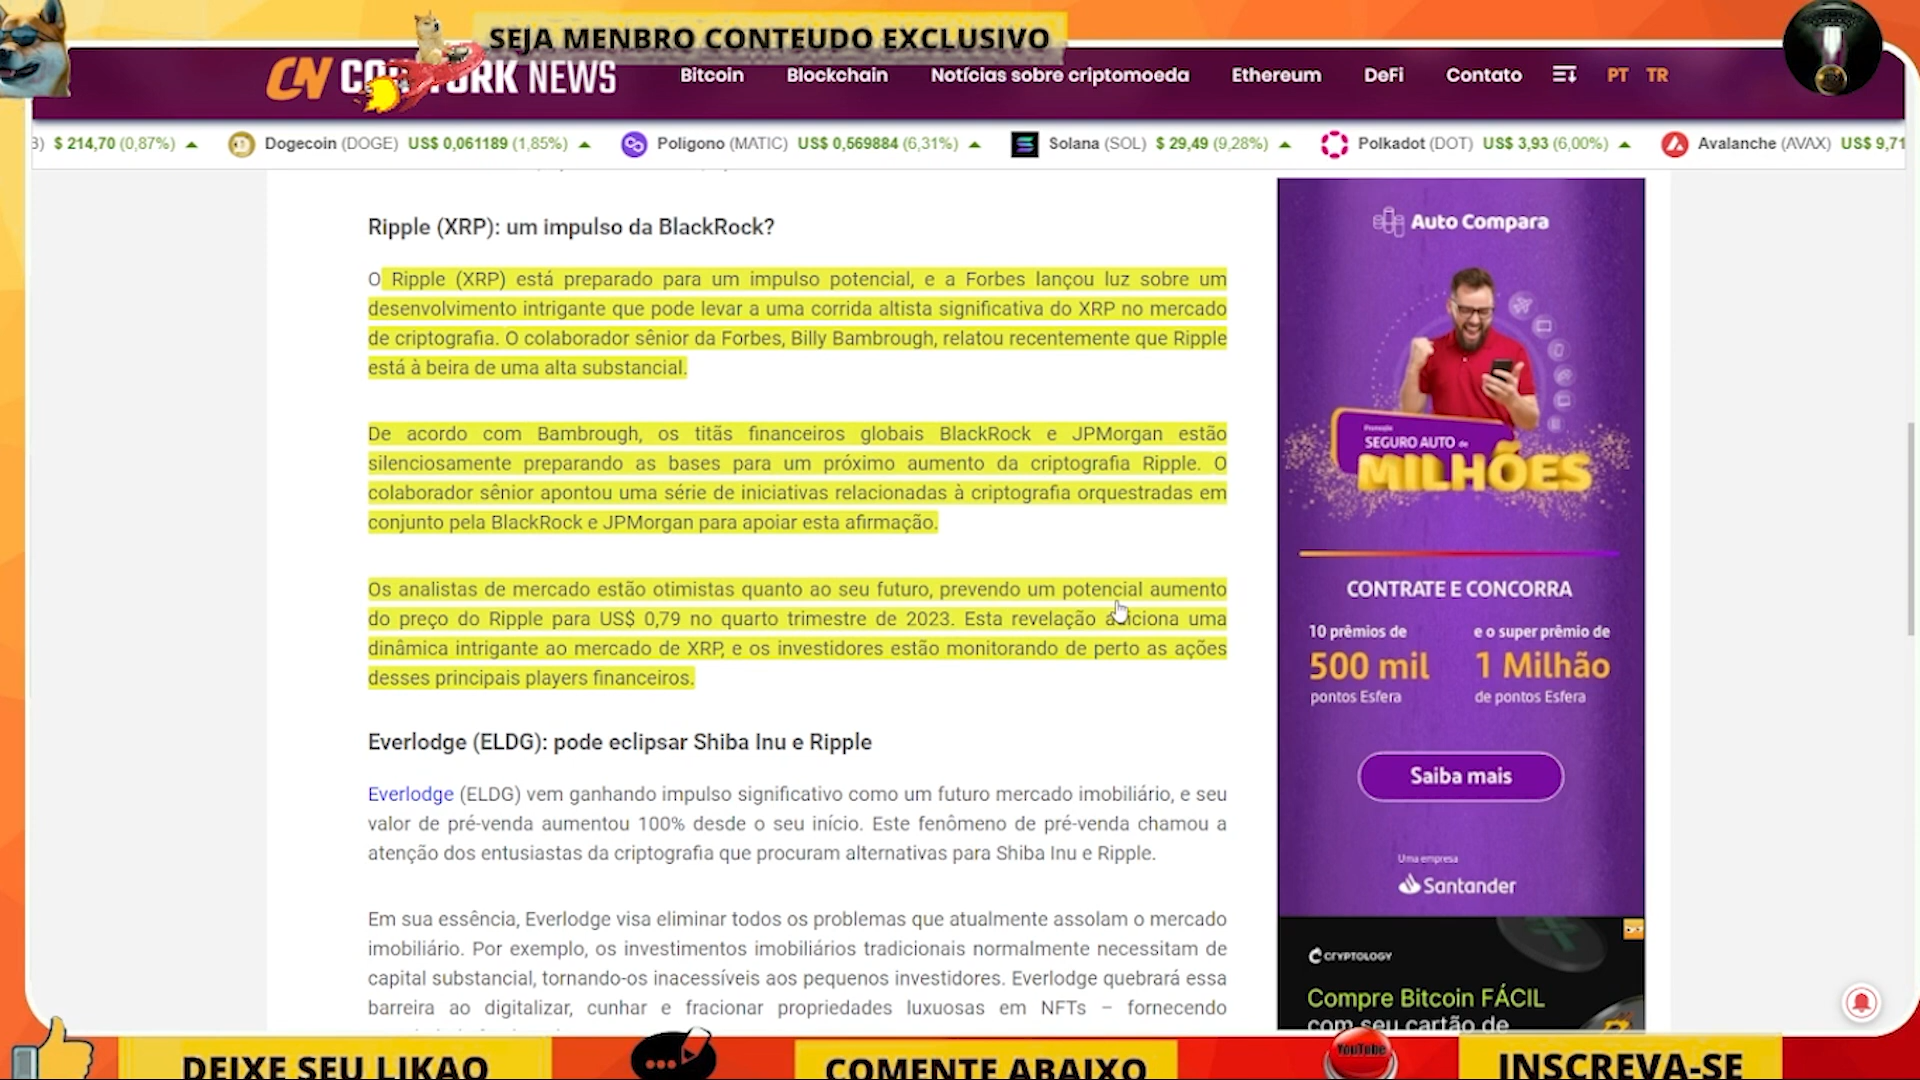 SEJA MENBRO CONTEUDO EXCLUSIVO
CN NEWS
Bitcoin Blockchain Notícias sobre criptomoeda Ethereum DeFi Contato PT TR
$ 214,70 (0,87%) Dogecoin (DOGE) US$ 0,061189 (1,85%) Polígono (MATIC) US$ 0,569884 (6,31%) Solana (SOL) $ 29,49 (9,28%) Polkadot (DOT) US$ 3,93 (6,00%) Avalanche (AVAX) US$ 9,71
Ripple (XRP): um impulso da BlackRock?
O Ripple (XRP) está preparado para um impulso potencial, e a Forbes lançou luz sobre um
desenvolvimento intrigante que pode levar a uma corrida altista significativa do XRP no mercado
de criptografia. O colaborador sênior da Forbes, Billy Bambrough, relatou recentemente que Ripple
está à beira de uma alta substancial.
De acordo com Bambrough, os titãs financeiros globais BlackRock e JPMorgan estão
silenciosamente preparando as bases para um próximo aumento da criptografia Ripple. O
colaborador sênior apontou uma série de iniciativas relacionadas à criptografia orquestradas em
conjunto pela BlackRock e JPMorgan para apoiar esta afirmação.
Os analistas de mercado estão otimistas quanto ao seu futuro, prevendo um potencial aumento
do preço do Ripple para US$ 0,79 no quarto trimestre de 2023. Esta revelação adiciona uma
dinâmica intrigante ao mercado de XRP, e os investidores estão monitorando de perto as ações
desses principais players financeiros.
Everlodge (ELDG): pode eclipsar Shiba Inu e Ripple
Everlodge (ELDG) vem ganhando impulso significativo como um futuro mercado imobiliário, e seu
valor de pré-venda aumentou 100% desde o seu início. Este fenômeno de pré-venda chamou a
atenção dos entusiastas da criptografia que procuram alternativas para Shiba Inu e Ripple.
Em sua essência, Everlodge visa eliminar todos os problemas que atualmente assolam o mercado
imobiliário. Por exemplo, os investimentos imobiliários tradicionais normalmente necessitam de
capital substancial, tornando-os inacessíveis aos pequenos investidores. Everlodge quebrará essa
barreira ao digitalizar, cunhar e fracionar propriedades luxuosas em NFTs – fornecendo
Auto Compara
Promoção
SEGURO AUTO de
MILHÕES
CONTRATE E CONCORRA
10 prêmios de
500 mil
pontos Esfera
e o super prêmio de
1 Milhão
de pontos Esfera
Saiba mais
Uma empresa
Santander
CRYPTOLOGY
Compre Bitcoin FÁCIL
com seu cartão de
DEIXE SEU LIKAO
COMENTE ABAIXO
YouTube
INSCREVA-SE